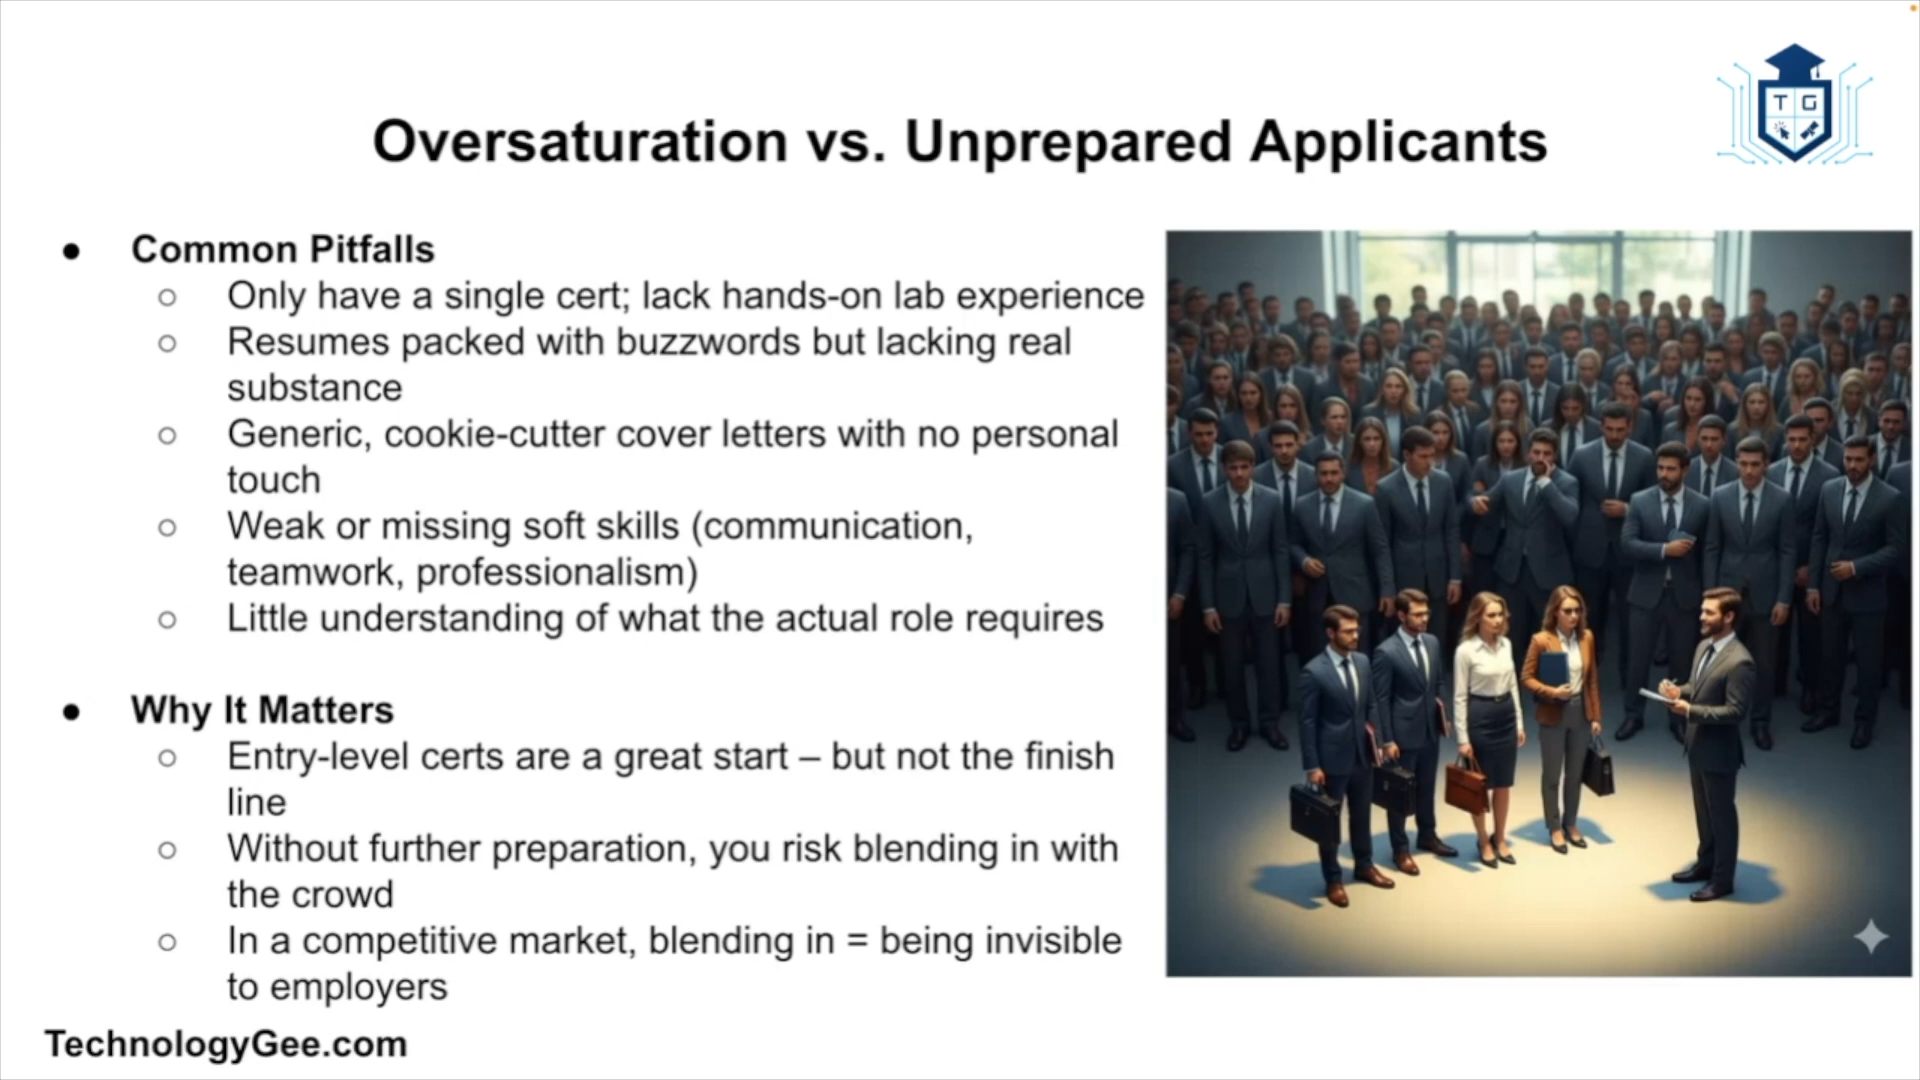 T G
Oversaturation vs. Unprepared Applicants
● Common Pitfalls
○ Only have a single cert; lack hands-on lab experience
○ Resumes packed with buzzwords but lacking real
substance
○ Generic, cookie-cutter cover letters with no personal
touch
○ Weak or missing soft skills (communication,
teamwork, professionalism)
○ Little understanding of what the actual role requires
● Why It Matters
○ Entry-level certs are a great start – but not the finish
line
○ Without further preparation, you risk blending in with
the crowd
○ In a competitive market, blending in = being invisible
to employers
TechnologyGee.com